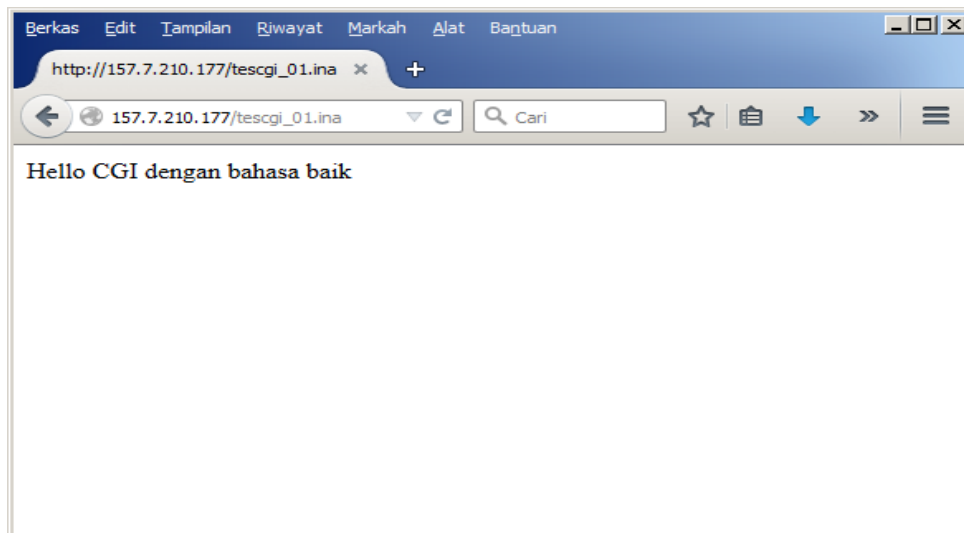 Berkas Edit Tampilan Riwayat Markah Alat Bantuan
http://157.7.210.177/tescgi_01.ina
157.7.210.177/tescgi_01.ina Cari
Hello CGI dengan bahasa baik